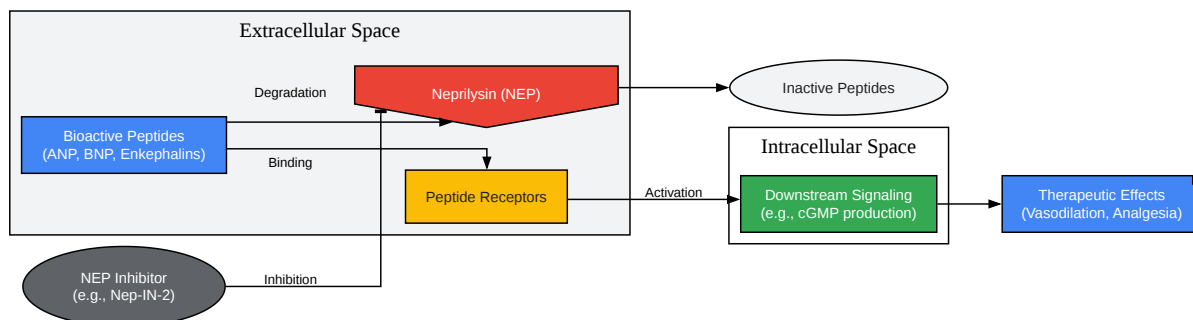 Extracellular Space
Degradation
Neprilysin (NEP)
Inactive Peptides
Bioactive Peptides
(ANP, BNP, Enkephalins)
Binding
Peptide Receptors
Activation
Intracellular Space
Downstream Signaling
(e.g., cGMP production)
Therapeutic Effects
(Vasodilation, Analgesia)
NEP Inhibitor
(e.g., Nep-IN-2)
Inhibition